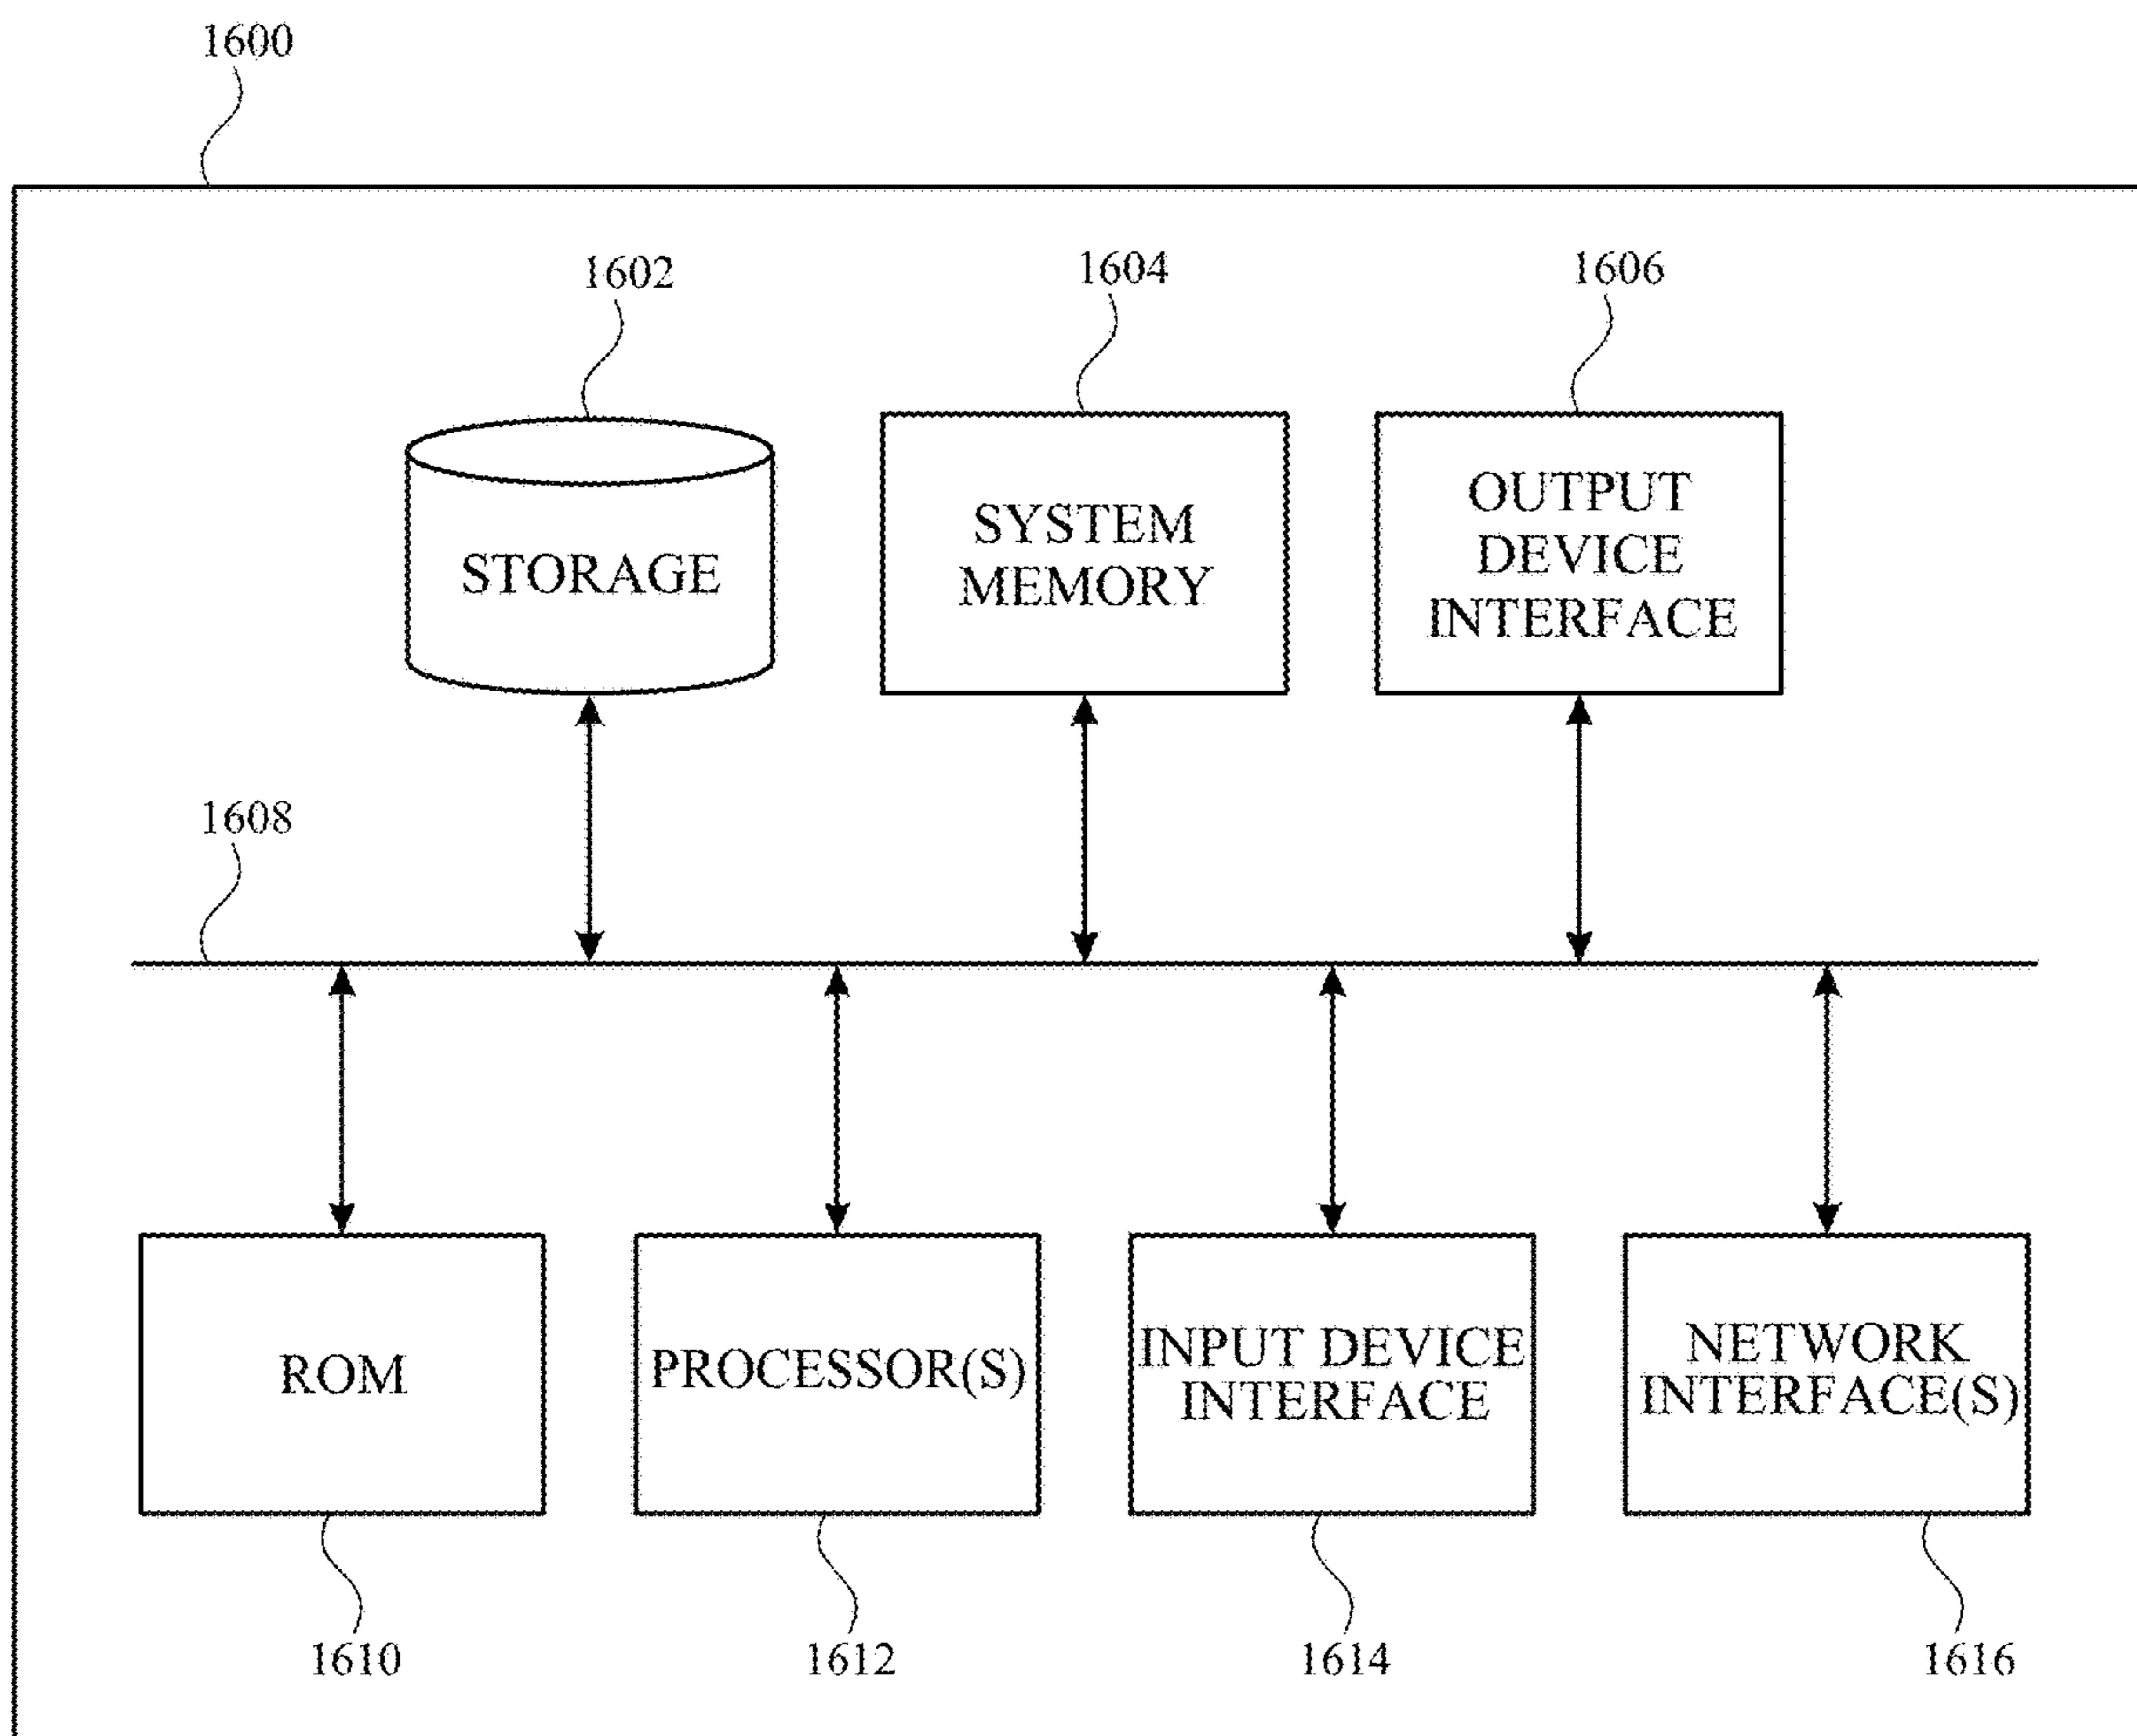 1600
1602
1604
1606
STORAGE
SYSTEM
MEMORY
OUTPUT
DEVICE
INTERFACE
1608
ROM
PROCESSOR(S)
INPUT DEVICE
INTERFACE
NETWORK
INTERFACE(S)
1610
1612
1614
1616